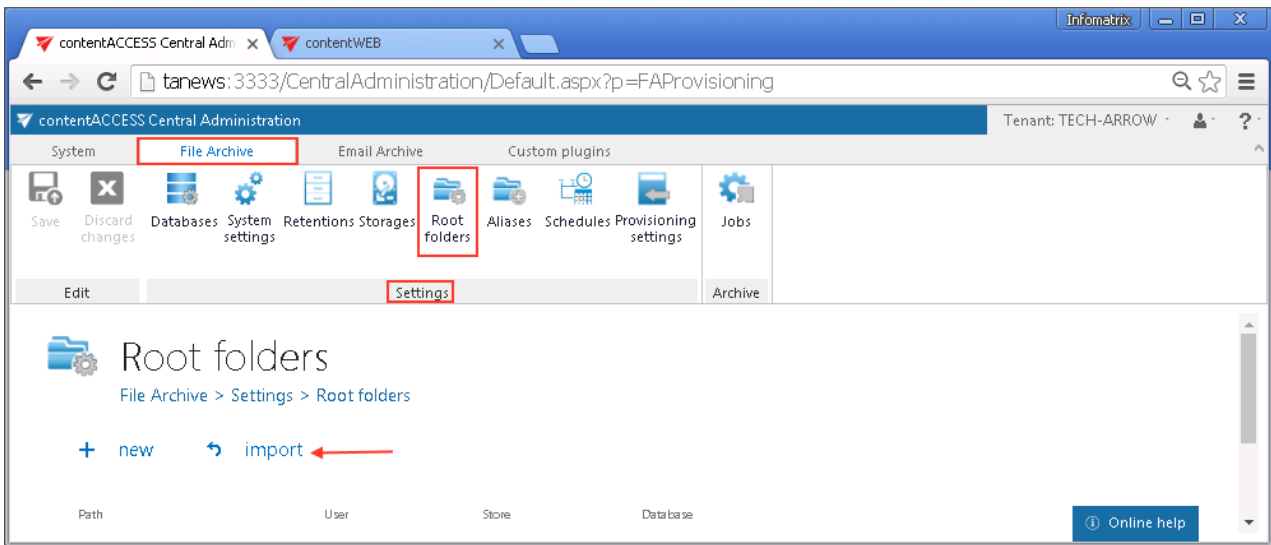 Infomatrix
contentACCESS Central Adm
contentWEB
tanews:3333/CentralAdministration/Default.aspx?p=FAProvisioning
contentACCESS Central Administration
Tenant: TECH-ARROW
?
System
File Archive
Email Archive
Custom plugins
Save
Discard
changes
Databases
System
settings
Retentions
Storages
Root
folders
Aliases
Schedules
Provisioning
settings
Jobs
Edit
Settings
Archive
Root folders
File Archive > Settings > Root folders
+ new
import
Path User Store Database
Online help